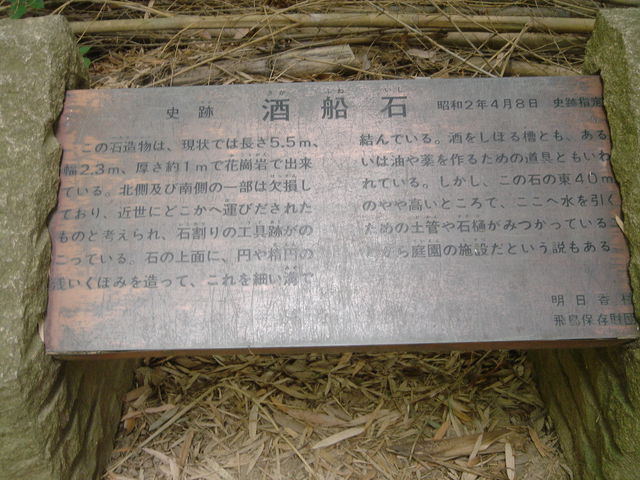 史跡 酒船石 昭和2年4月8日 史跡指定
さか ふね いし
この石造物は、現状では長さ5.5m、
幅2.3m、厚さ約1mで花崗岩で出来
ている。北側及び南側の一部は欠損し
ており、近世にどこかへ運びだされた
ものと考えられ、石割りの工具跡がの
こっている。石の上面に、円や楕円の
浅いくぼみを造って、これを細い溝で
結んでいる。酒をしぼる槽とも、ある
いは油や薬を作るための道具ともいわ
れている。しかし、この石の東40m
のやや高いところで、ここへ水を引く
ための土管や石樋がみつかっているこ
とから庭園の施設だという説もある
明日香村
飛鳥保存財団